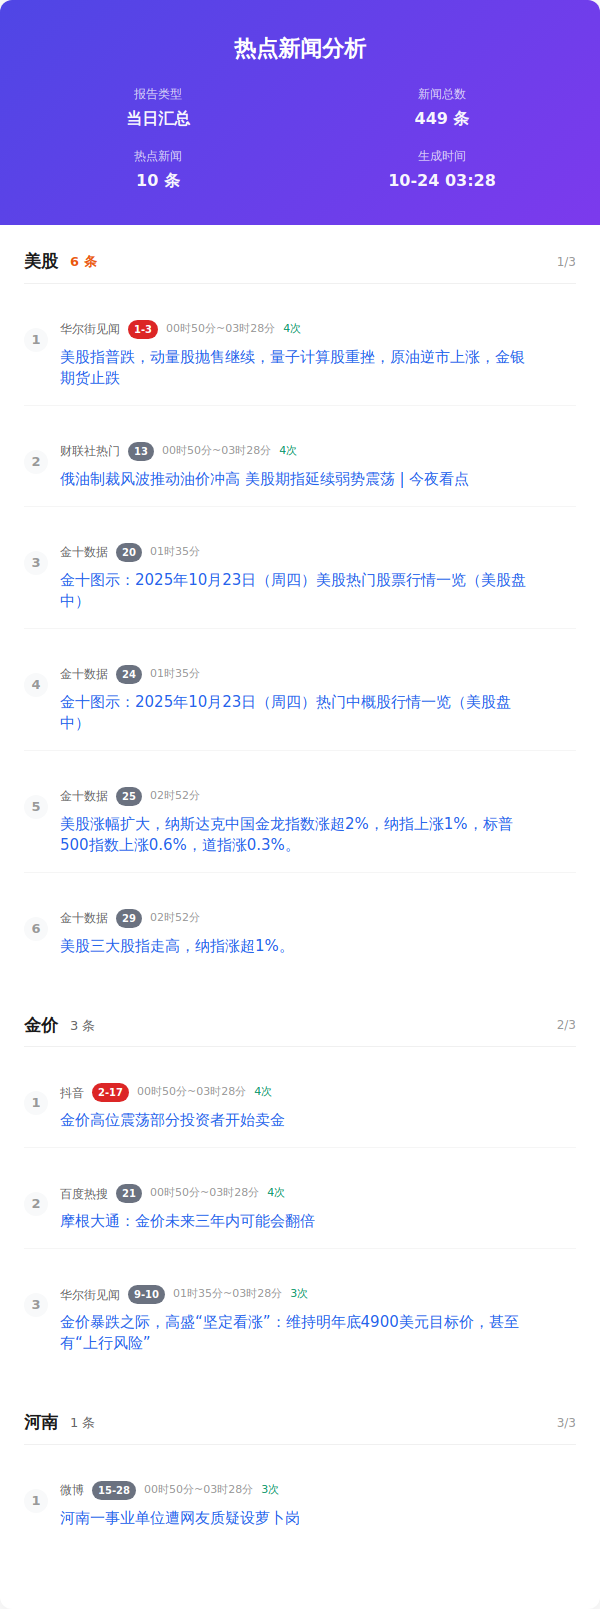 热点新闻分析
报告类型
新闻总数
当日汇总
449 条
热点新闻
生成时间
10 条
10-24 03:28
美股 6 条 1/3
1 华尔街见闻 1-3 00时50分~03时28分 4次
美股指普跌，动量股抛售继续，量子计算股重挫，原油逆市上涨，金银
期货止跌
2 财联社热门 13 00时50分~03时28分 4次
俄油制裁风波推动油价冲高 美股期指延续弱势震荡 | 今夜看点
3 金十数据 20 01时35分
金十图示：2025年10月23日（周四）美股热门股票行情一览（美股盘
中）
4 金十数据 24 01时35分
金十图示：2025年10月23日（周四）热门中概股行情一览（美股盘
中）
5 金十数据 25 02时52分
美股涨幅扩大，纳斯达克中国金龙指数涨超2%，纳指上涨1%，标普
500指数上涨0.6%，道指涨0.3%。
6 金十数据 29 02时52分
美股三大股指走高，纳指涨超1%。
金价 3 条 2/3
1 抖音 2-17 00时50分~03时28分 4次
金价高位震荡部分投资者开始卖金
2 百度热搜 21 00时50分~03时28分 4次
摩根大通：金价未来三年内可能会翻倍
3 华尔街见闻 9-10 01时35分~03时28分 3次
金价暴跌之际，高盛“坚定看涨”：维持明年底4900美元目标价，甚至
有“上行风险”
河南 1 条 3/3
1 微博 15-28 00时50分~03时28分 3次
河南一事业单位遭网友质疑设萝卜岗